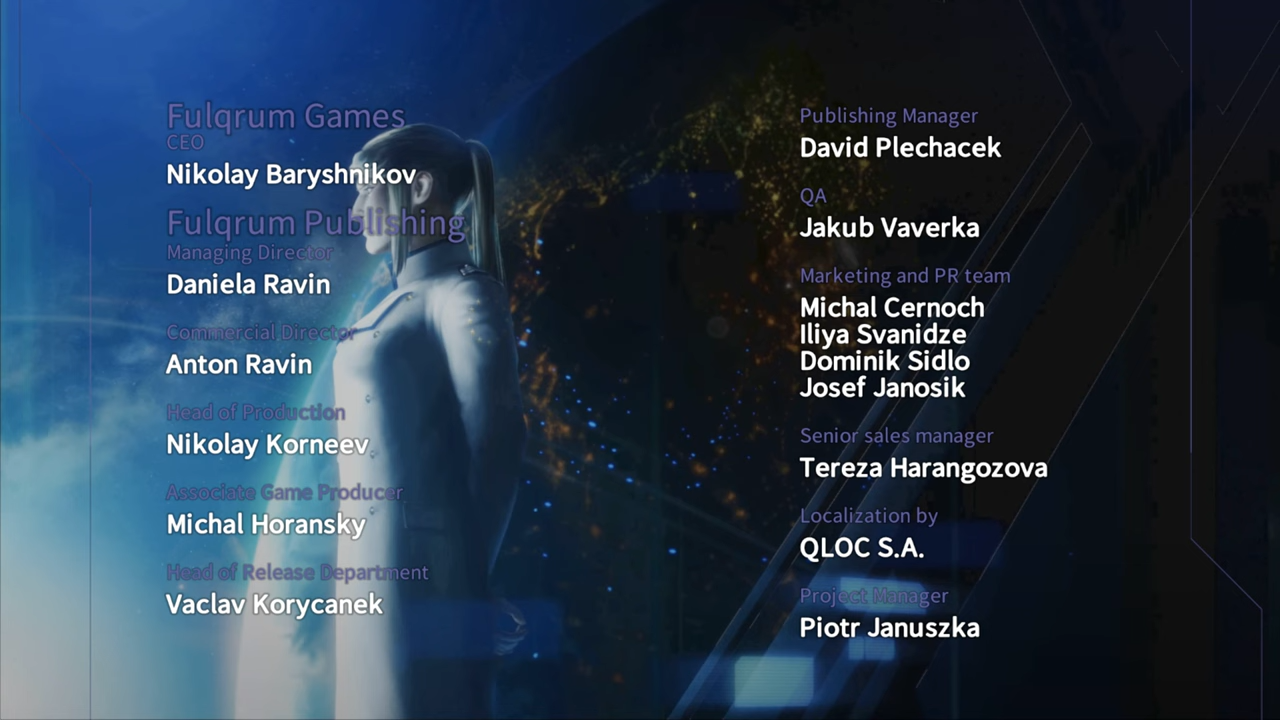 Fulqrum Games
CEO
Nikolay Baryshnikov
Fulqrum Publishing
Managing Director
Daniela Ravin
Commercial Director
Anton Ravin
Head of Production
Nikolay Korneev
Associate Game Producer
Michal Horansky
Head of Release Department
Vaclav Korycanek
Publishing Manager
David Plechacek
QA
Jakub Vaverka
Marketing and PR team
Michal Cernoch
Iliya Svanidze
Dominik Sidlo
Josef Janosik
Senior sales manager
Tereza Harangozova
Localization by
QLOC S.A.
Project Manager
Piotr Januszka